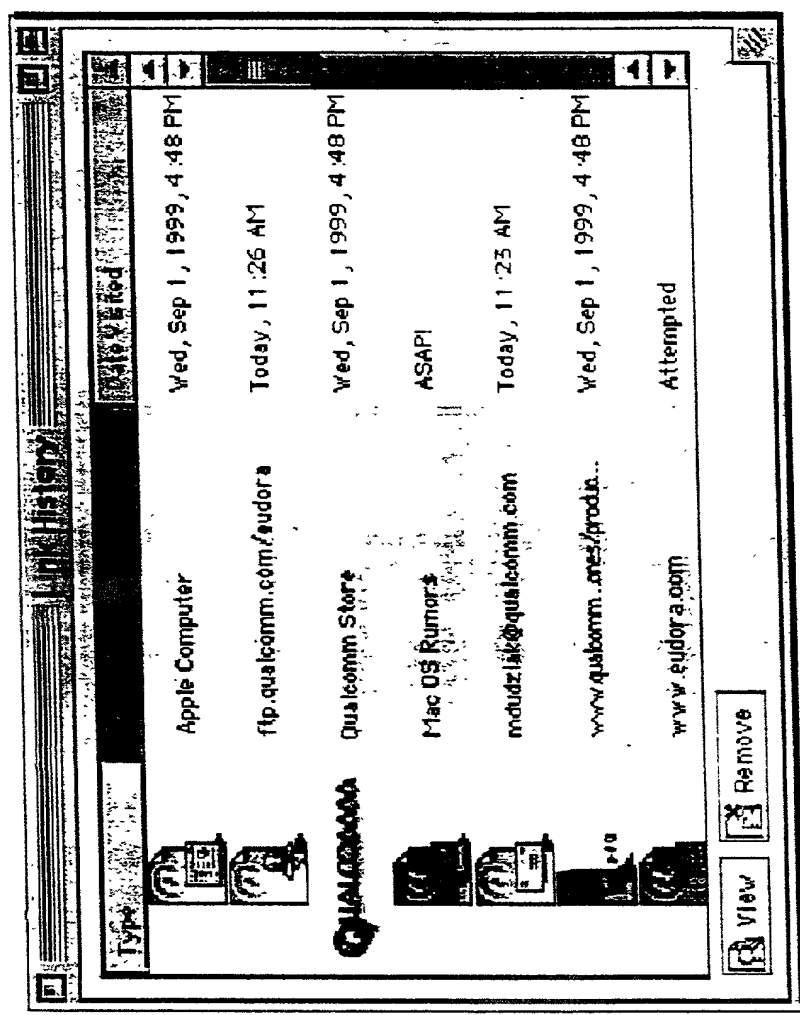 Link History
Type Date Visited
Apple Computer Wed, Sep 1, 1999, 4:48 PM
ftp.qualcomm.com/eudora Today, 11:26 AM
QUALCOMM Qualcomm Store Wed, Sep 1, 1999, 4:48 PM
Mac OS Rumors ASAP!
mdudziak@qualcomm.com Today, 11:23 AM
www.qualcomm...ones/produ... Wed, Sep 1, 1999, 4:48 PM
www.eudora.com Attempted
View Remove